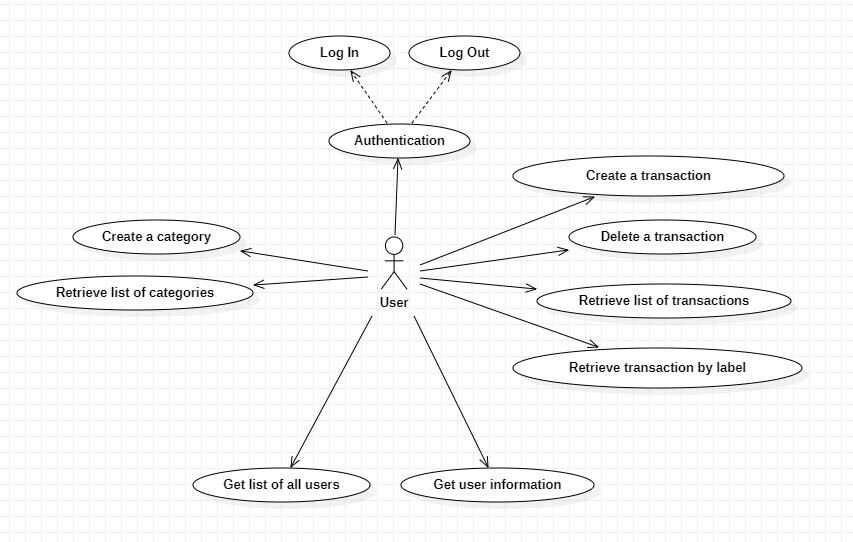 Log In
Log Out
Authentication
Create a transaction
Create a category
Delete a transaction
Retrieve list of categories
Retrieve list of transactions
User
Retrieve transaction by label
Get list of all users
Get user information